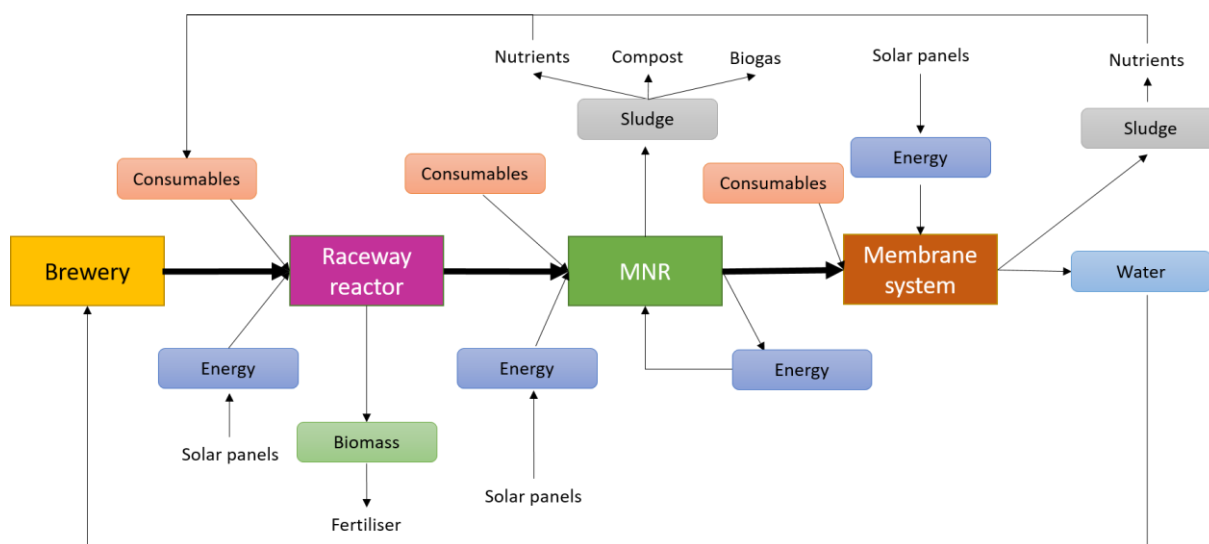 Nutrients
Compost
Biogas
Solar panels
Nutrients
Sludge
Sludge
Energy
Consumables
Consumables
Consumables
Brewery
Raceway
reactor
MNR
Membrane
system
Water
Energy
Energy
Energy
Biomass
Solar panels
Solar panels
Fertiliser